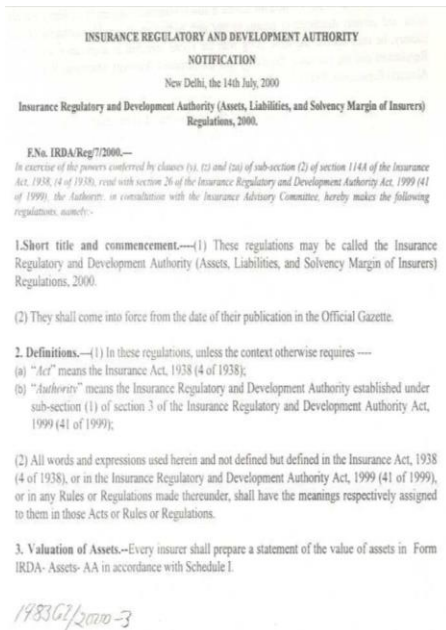 INSURANCE REGULATORY AND DEVELOPMENT AUTHORITY
NOTIFICATION
New Delhi, the 14th July, 2000
Insurance Regulatory and Development Authority (Assets, Liabilities, and Solvency Margin of Insurers)
Regulations, 2000.
F.No. IRDA/Reg/7/2000.—
In exercise of the powers conferred by clauses (v), (z) and (za) of sub-section (2) of section 114A of the Insurance
Act, 1938, (4 of 1938), read with section 26 of the Insurance Regulatory and Development Authority Act, 1999 (41
of 1999), the Authority, in consultation with the Insurance Advisory Committee, hereby makes the following
regulations, namely:-
1.Short title and commencement.----(1) These regulations may be called the Insurance
Regulatory and Development Authority (Assets, Liabilities, and Solvency Margin of Insurers)
Regulations, 2000.
(2) They shall come into force from the date of their publication in the Official Gazette.
2. Definitions.—(1) In these regulations, unless the context otherwise requires ----
(a) “Act” means the Insurance Act, 1938 (4 of 1938);
(b) “Authority” means the Insurance Regulatory and Development Authority established under
sub-section (1) of section 3 of the Insurance Regulatory and Development Authority Act,
1999 (41 of 1999);
(2) All words and expressions used herein and not defined but defined in the Insurance Act, 1938
(4 of 1938), or in the Insurance Regulatory and Development Authority Act, 1999 (41 of 1999),
or in any Rules or Regulations made thereunder, shall have the meanings respectively assigned
to them in those Acts or Rules or Regulations.
3. Valuation of Assets.--Every insurer shall prepare a statement of the value of assets in Form
IRDA- Assets- AA in accordance with Schedule I.
1483GI/2000-3